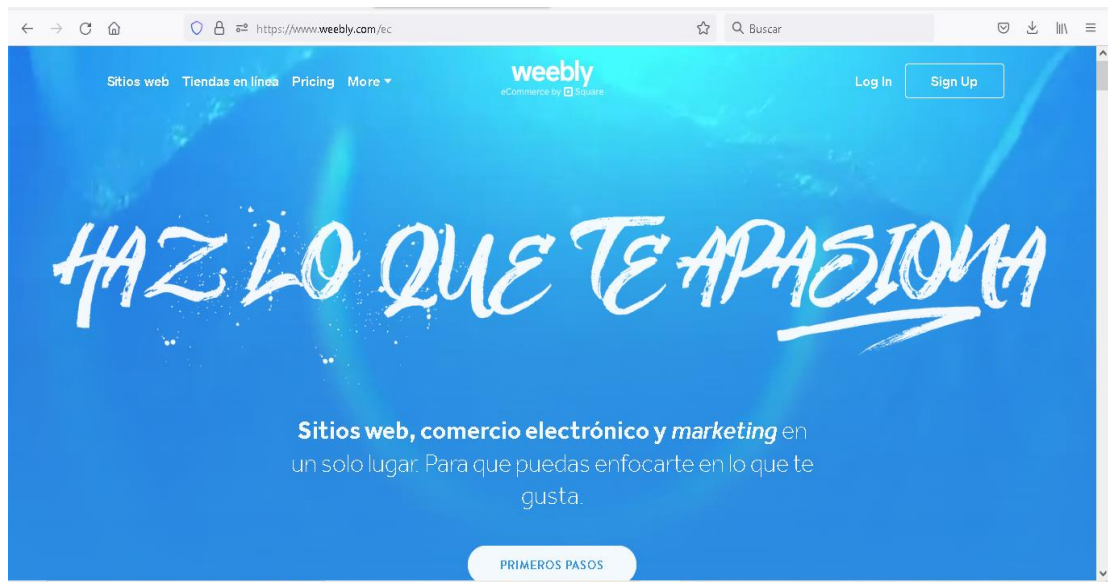 https://www.weebly.com/ec
Buscar
Sitios web Tiendas en línea Pricing More
weebly
eCommerce by Square
Log In Sign Up
HAZ LO QUE TE APASIONA
Sitios web, comercio electrónico y marketing en
un solo lugar. Para que puedas enfocarte en lo que te
gusta.
PRIMEROS PASOS